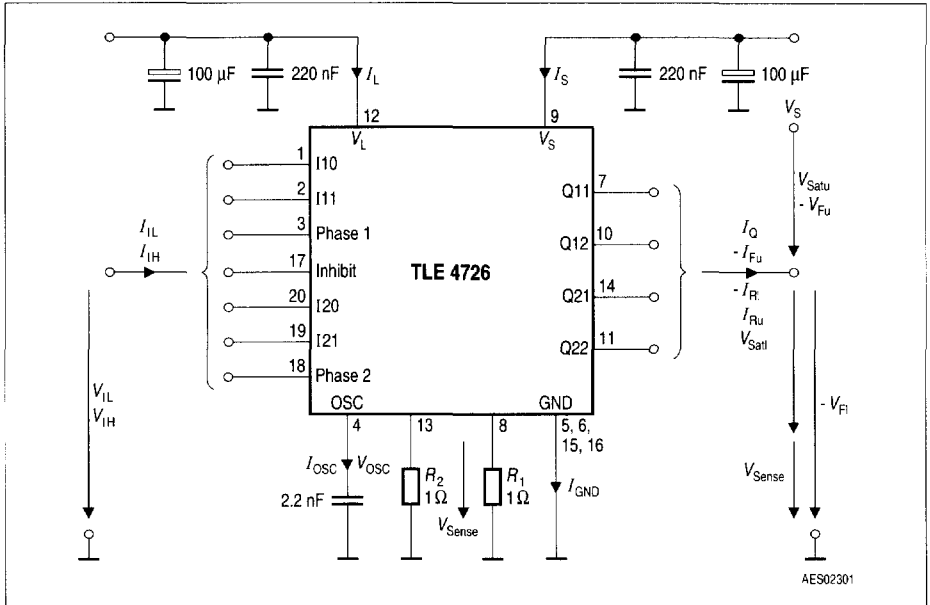 100 µF
220 nF
I_L
I_S
220 nF
100 µF
12
9
V_S
V_L
V_S
1
I10
2
I11
3
Phase 1
17
Inhibit
20
I20
19
I21
18
Phase 2
TLE 4726
Q11
7
Q12
10
Q21
14
Q22
11
I_IL
I_IH
V_IL
V_IH
V_Satu
- V_Fu
I_Q
- I_Fu
- I_Rl
I_Ru
V_Satl
- V_Fl
V_Sense
OSC
GND
4
13
8
5, 6,
15, 16
I_OSC
V_OSC
2.2 nF
R_2
1Ω
V_Sense
R_1
1Ω
I_GND
AES02301